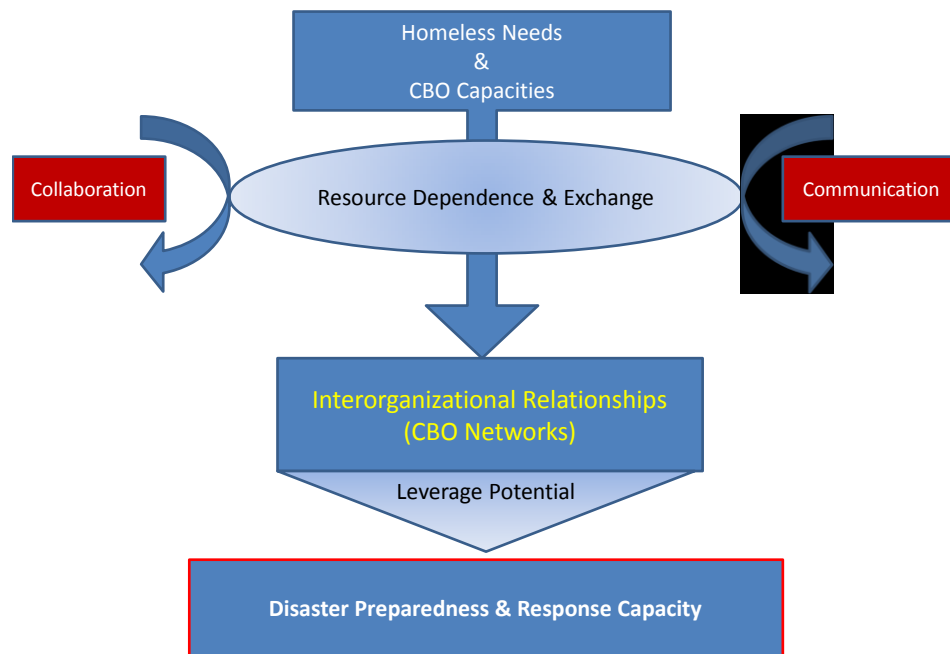 Homeless Needs
&
CBO Capacities
Collaboration
Resource Dependence & Exchange
Communication
Interorganizational Relationships
(CBO Networks)
Leverage Potential
Disaster Preparedness & Response Capacity